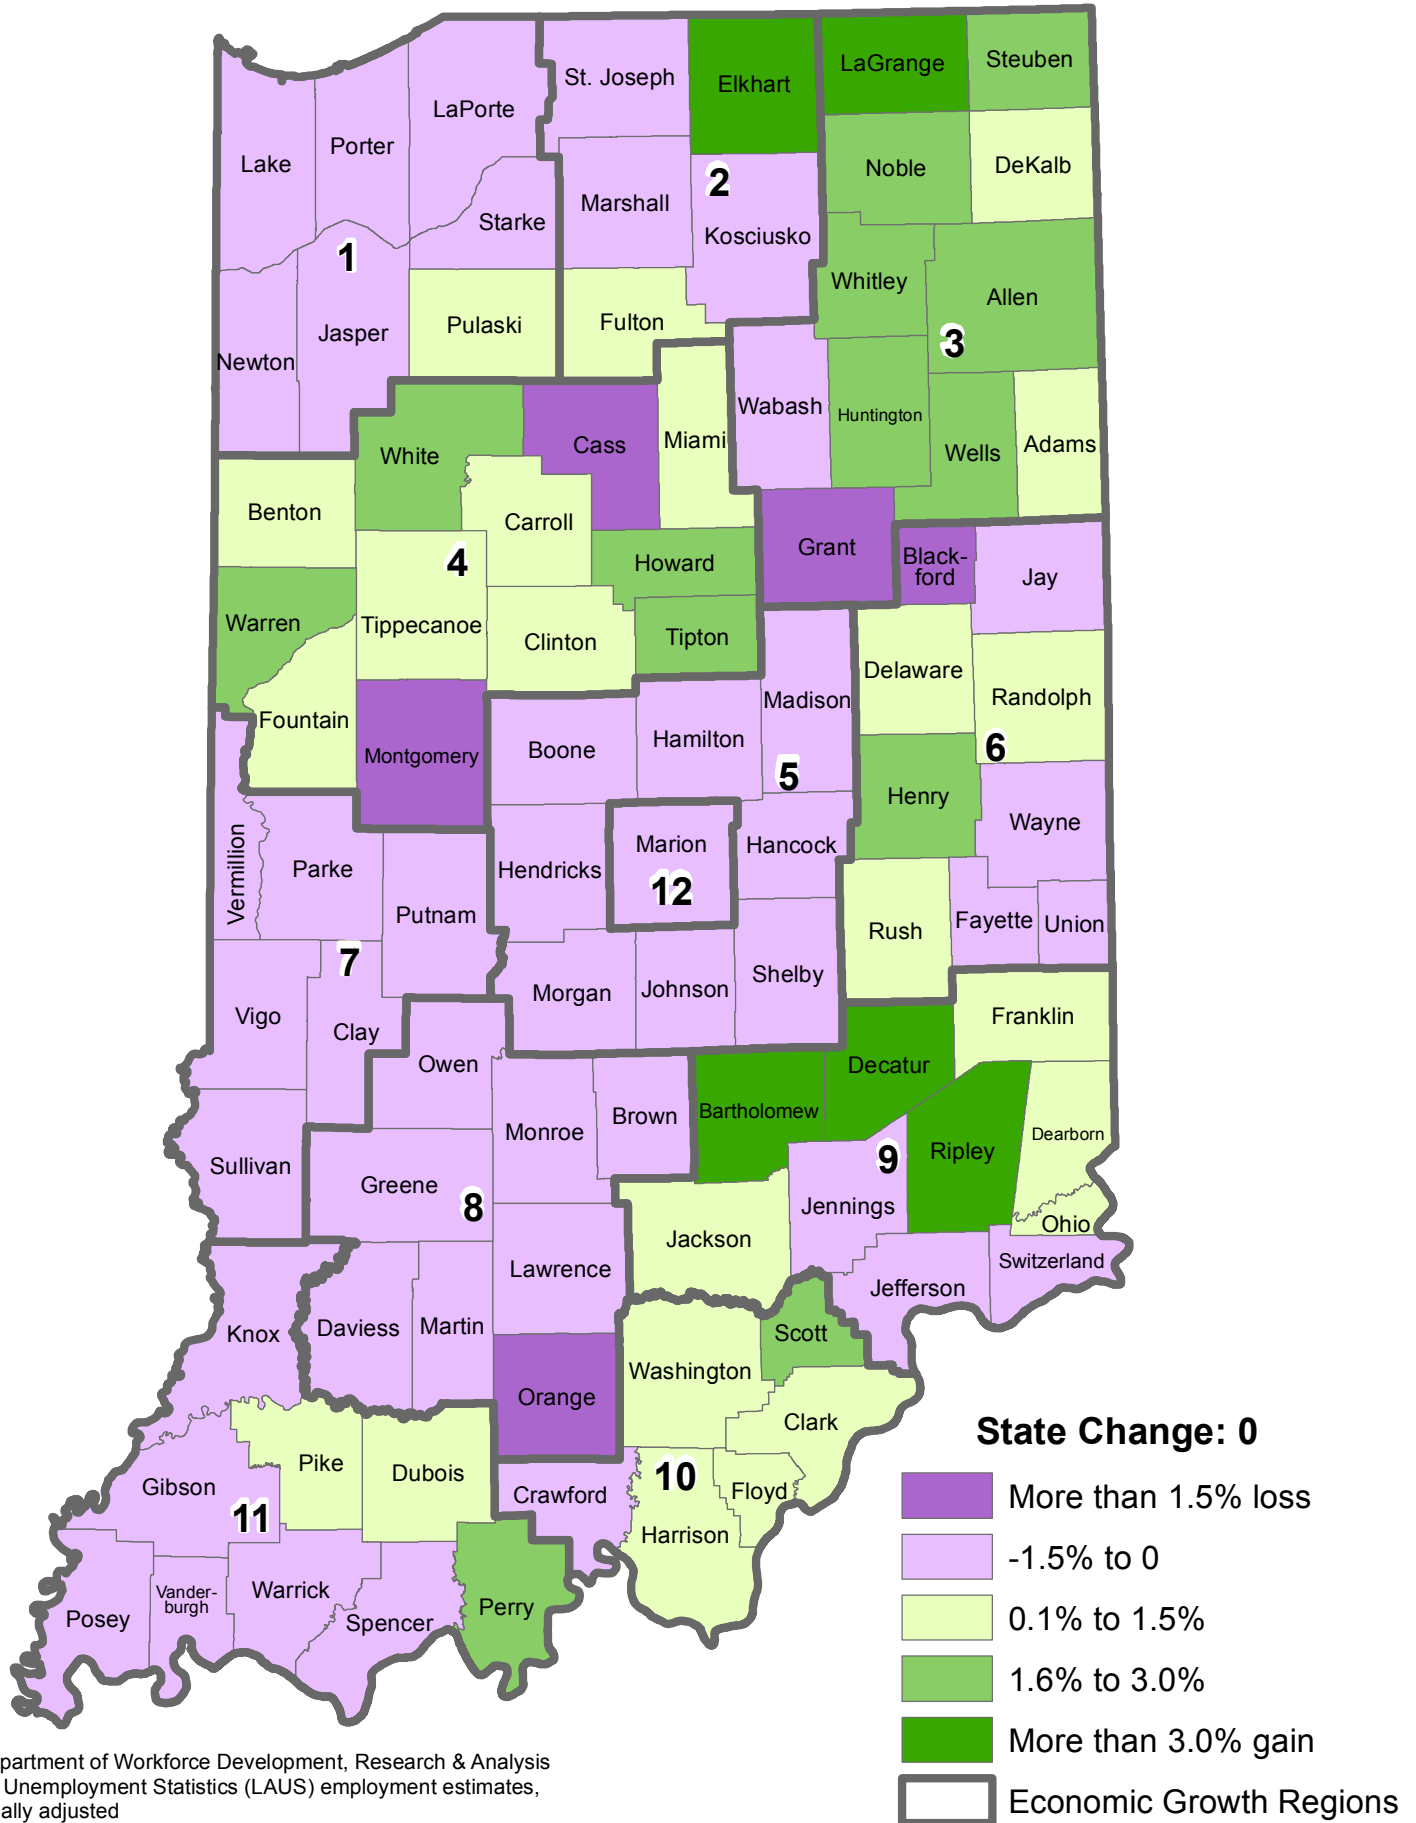 St. Joseph
Elkhart
LaGrange
Steuben
LaPorte
Porter
Lake
Noble
DeKalb
2
Marshall
Starke
Kosciusko
1
Whitley
Allen
Jasper
Pulaski
Fulton
3
Newton
Wabash
Huntington
White
Cass
Miami
Wells
Adams
Benton
Carroll
4
Howard
Grant
Black-
ford
Jay
Warren
Tippecanoe
Clinton
Tipton
Delaware
Randolph
Madison
Fountain
Montgomery
Boone
Hamilton
5
6
Henry
Wayne
Vermillion
Parke
Putnam
Hendricks
Marion
12
Hancock
Rush
Fayette
Union
7
Vigo
Clay
Morgan
Johnson
Shelby
Franklin
Owen
Decatur
Monroe
Brown
Bartholomew
Dearborn
Sullivan
Greene
8
9
Ripley
Jennings
Ohio
Jackson
Switzerland
Lawrence
Jefferson
Knox
Daviess
Martin
Scott
Washington
Orange
Clark
Pike
Dubois
Gibson
11
Crawford
10
Floyd
Harrison
Posey
Vander-
burgh
Warrick
Spencer
Perry
State Change: 0
More than 1.5% loss
-1.5% to 0
0.1% to 1.5%
1.6% to 3.0%
More than 3.0% gain
Economic Growth Regions
partment of Workforce Development, Research & Analysis
Unemployment Statistics (LAUS) employment estimates,
ally adjusted